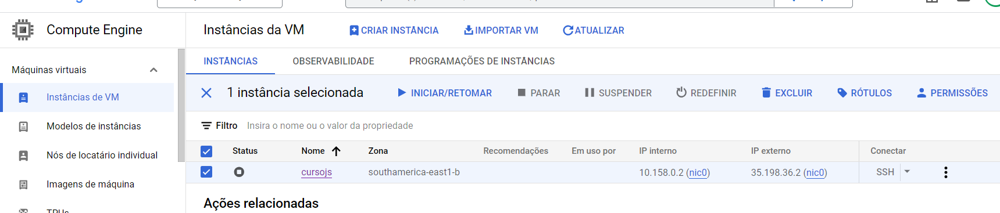 Compute Engine
Instâncias da VM
CRIAR INSTÂNCIA
IMPORTAR VM
ATUALIZAR
Máquinas virtuais
Instâncias de VM
Modelos de instâncias
Nós de locatário individual
Imagens de máquina
TPUs
INSTÂNCIAS
OBSERVABILIDADE
PROGRAMAÇÕES DE INSTÂNCIAS
1 instância selecionada
INICIAR/RETOMAR
PARAR
SUSPENDER
REDEFINIR
EXCLUIR
RÓTULOS
PERMISSÕES
Filtro Insira o nome ou o valor da propriedade
Status Nome Zona Recomendações Em uso por IP interno IP externo Conectar
cursojs southamerica-east1-b 10.158.0.2 (nic0) 35.198.36.2 (nic0) SSH
Ações relacionadas